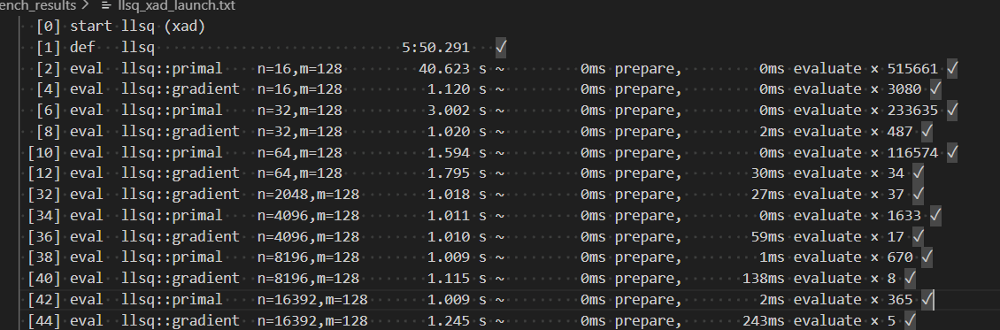 ench_results > llsq_xad_launch.txt
[0] start llsq (xad)
[1] def llsq 5:50.291 ✓
[2] eval llsq::primal n=16,m=128 40.623 s ~ 0ms prepare, 0ms evaluate × 515661 ✓
[4] eval llsq::gradient n=16,m=128 1.120 s ~ 0ms prepare, 0ms evaluate × 3080 ✓
[6] eval llsq::primal n=32,m=128 3.002 s ~ 0ms prepare, 0ms evaluate × 233635 ✓
[8] eval llsq::gradient n=32,m=128 1.020 s ~ 0ms prepare, 2ms evaluate × 487 ✓
[10] eval llsq::primal n=64,m=128 1.594 s ~ 0ms prepare, 0ms evaluate × 116574 ✓
[12] eval llsq::gradient n=64,m=128 1.795 s ~ 0ms prepare, 30ms evaluate × 34 ✓
[32] eval llsq::gradient n=2048,m=128 1.018 s ~ 0ms prepare, 27ms evaluate × 37 ✓
[34] eval llsq::primal n=4096,m=128 1.011 s ~ 0ms prepare, 0ms evaluate × 1633 ✓
[36] eval llsq::gradient n=4096,m=128 1.010 s ~ 0ms prepare, 59ms evaluate × 17 ✓
[38] eval llsq::primal n=8196,m=128 1.009 s ~ 0ms prepare, 1ms evaluate × 670 ✓
[40] eval llsq::gradient n=8196,m=128 1.115 s ~ 0ms prepare, 138ms evaluate × 8 ✓
[42] eval llsq::primal n=16392,m=128 1.009 s ~ 0ms prepare, 2ms evaluate × 365 ✓
[44] eval llsq::gradient n=16392,m=128 1.245 s ~ 0ms prepare, 243ms evaluate × 5 ✓